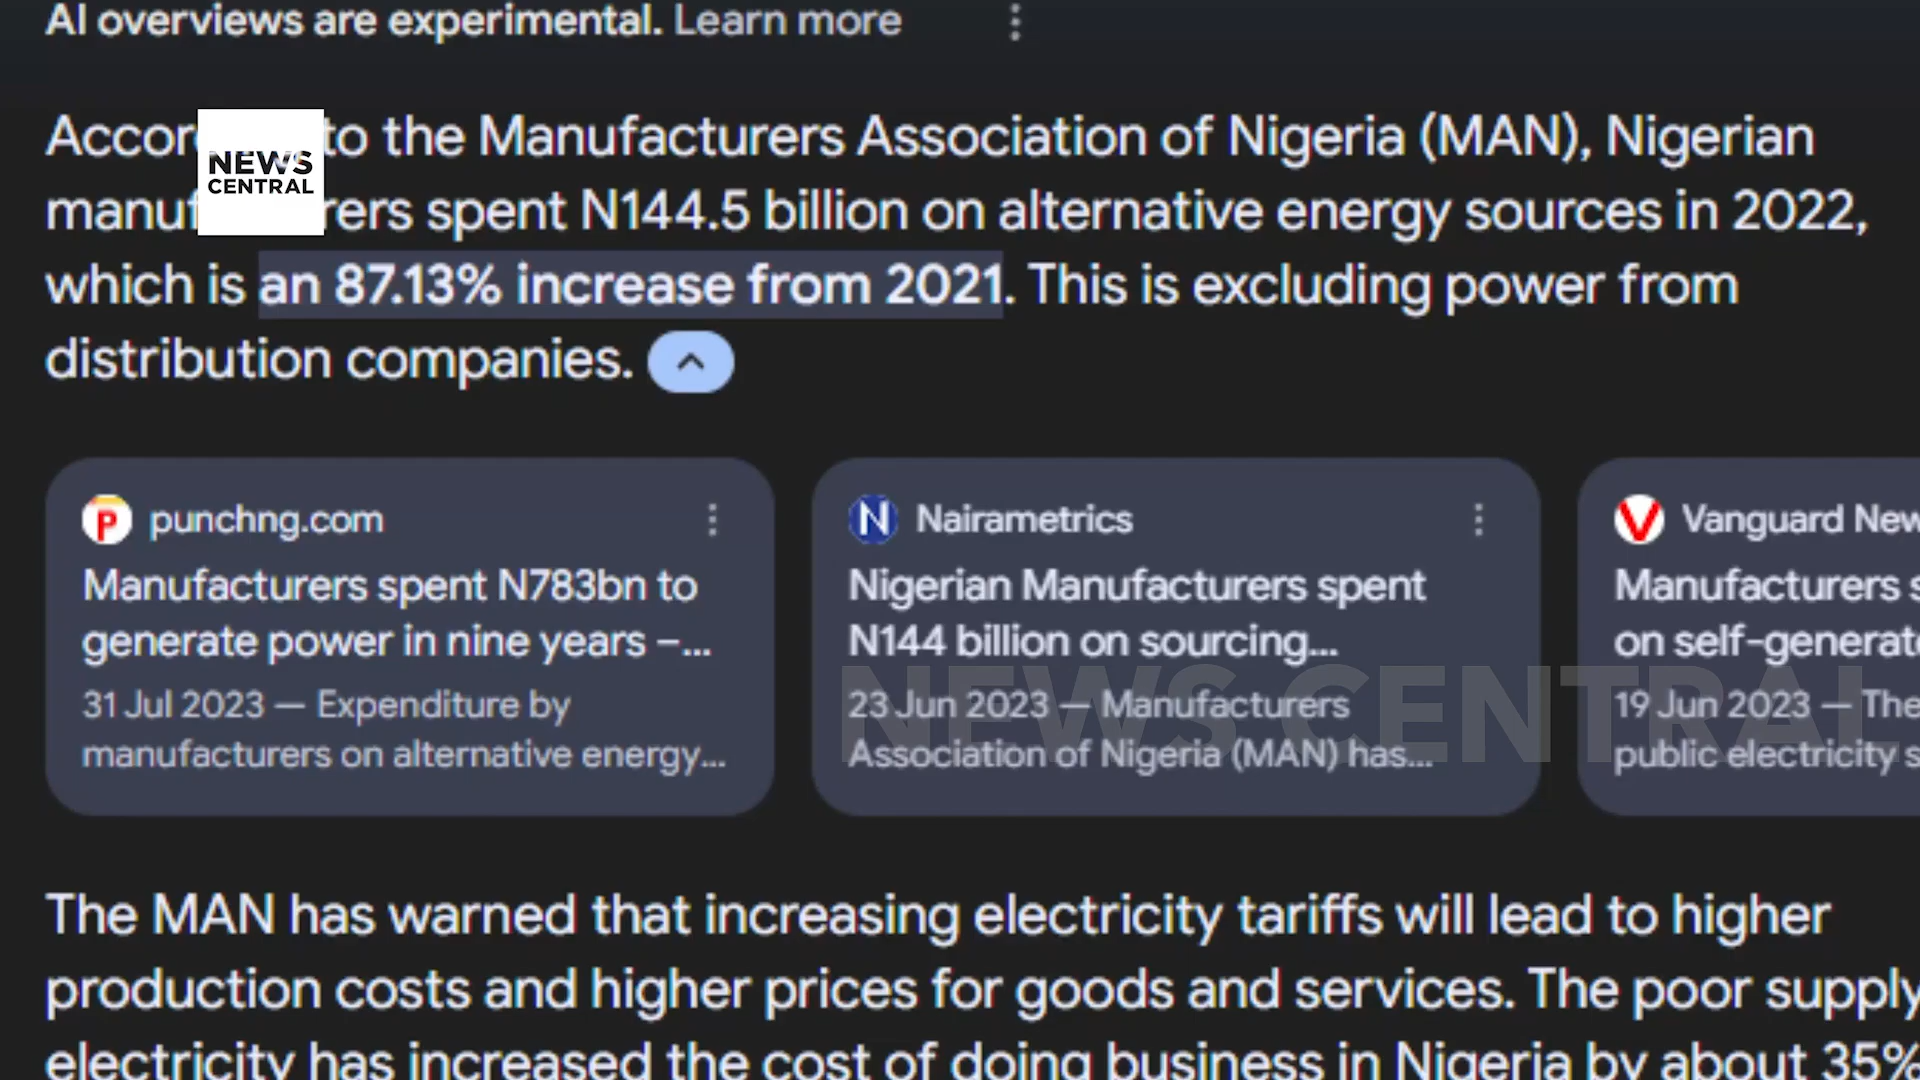 AI overviews are experimental. Learn more
Accor to the Manufacturers Association of Nigeria (MAN), Nigerian
NEWS
CENTRAL
manuf rers spent N144.5 billion on alternative energy sources in 2022,
which is an 87.13% increase from 2021. This is excluding power from
distribution companies.
punchng.com
Manufacturers spent N783bn to
generate power in nine years –...
31 Jul 2023 — Expenditure by
manufacturers on alternative energy...
Nairametrics
Nigerian Manufacturers spent
N144 billion on sourcing...
23 Jun 2023 — Manufacturers
Association of Nigeria (MAN) has...
Vanguard New
Manufacturers s
on self-generate
19 Jun 2023 — The
public electricity s
NEWS CENTRAL
The MAN has warned that increasing electricity tariffs will lead to higher
production costs and higher prices for goods and services. The poor supply
electricity has increased the cost of doing business in Nigeria by about 35%